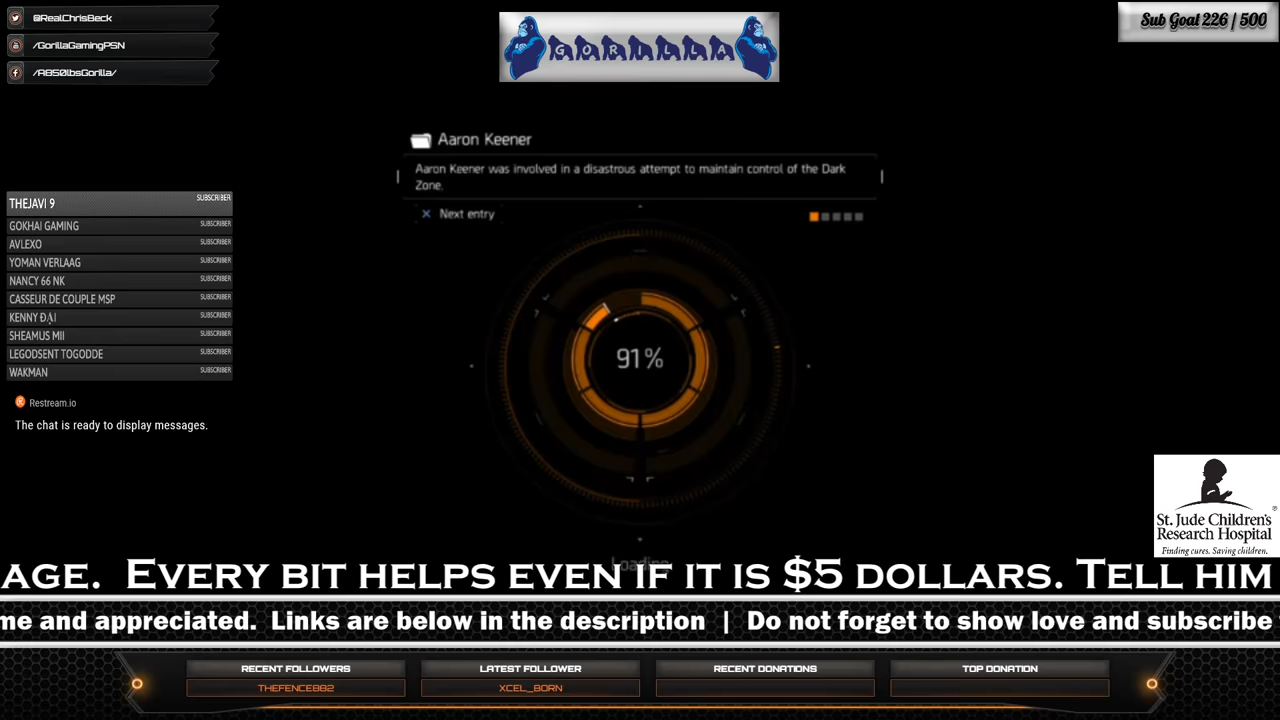 @RealChrisBeck
/GorillaGamingPSN
/A850lbsGorilla/
GORILLA
Sub Goal 226 / 500
Aaron Keener
Aaron Keener was involved in a disastrous attempt to maintain control of the Dark
Zone.
Next entry
THEJAVI 9 SUBSCRIBER
GOKHAI GAMING SUBSCRIBER
AVLEXO SUBSCRIBER
YOMAN VERLAAG SUBSCRIBER
NANCY 66 NK SUBSCRIBER
CASSEUR DE COUPLE MSP SUBSCRIBER
KENNY ĐẠI SUBSCRIBER
SHEAMUS MII SUBSCRIBER
LEGODSENT TOGODDE SUBSCRIBER
WAKMAN SUBSCRIBER
91%
Restream.io
The chat is ready to display messages.
St. Jude Children's
Research Hospital
Finding cures. Saving children.
Loading
AGE. EVERY BIT HELPS EVEN IF IT IS $5 DOLLARS. TELL HIM
me and appreciated. Links are below in the description | Do not forget to show love and subscribe
RECENT FOLLOWERS LATEST FOLLOWER RECENT DONATIONS TOP DONATION
THEFENCE882 XCEL_BORN